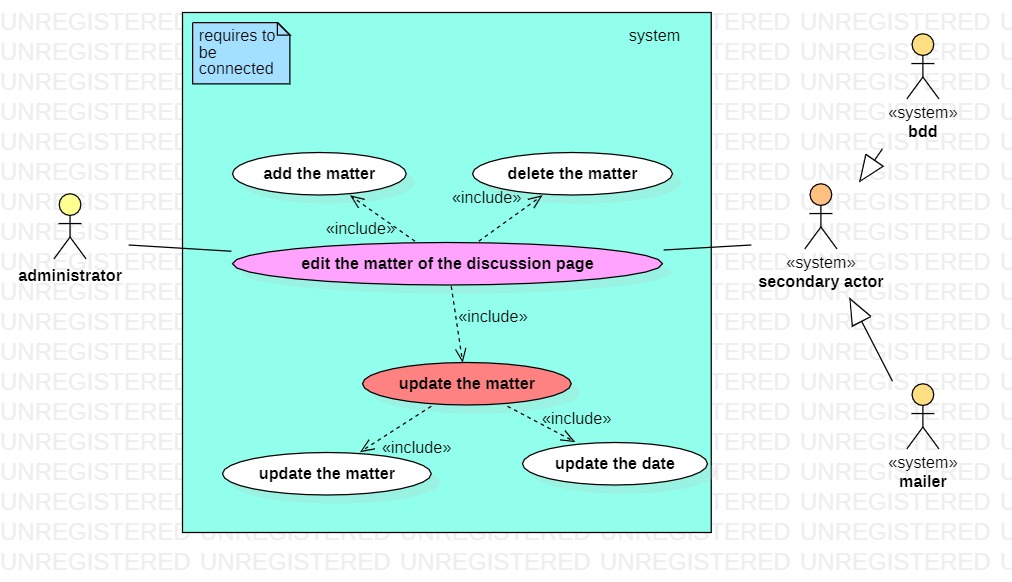 requires to
be
connected
system
«system»
bdd
add the matter
delete the matter
«include»
«include»
administrator
edit the matter of the discussion page
«system»
secondary actor
«include»
update the matter
«include»
«include»
update the matter
update the date
«system»
mailer
UNREGISTERED UNREGISTERED UNREGISTERED UNREGISTERED UNREGISTERED